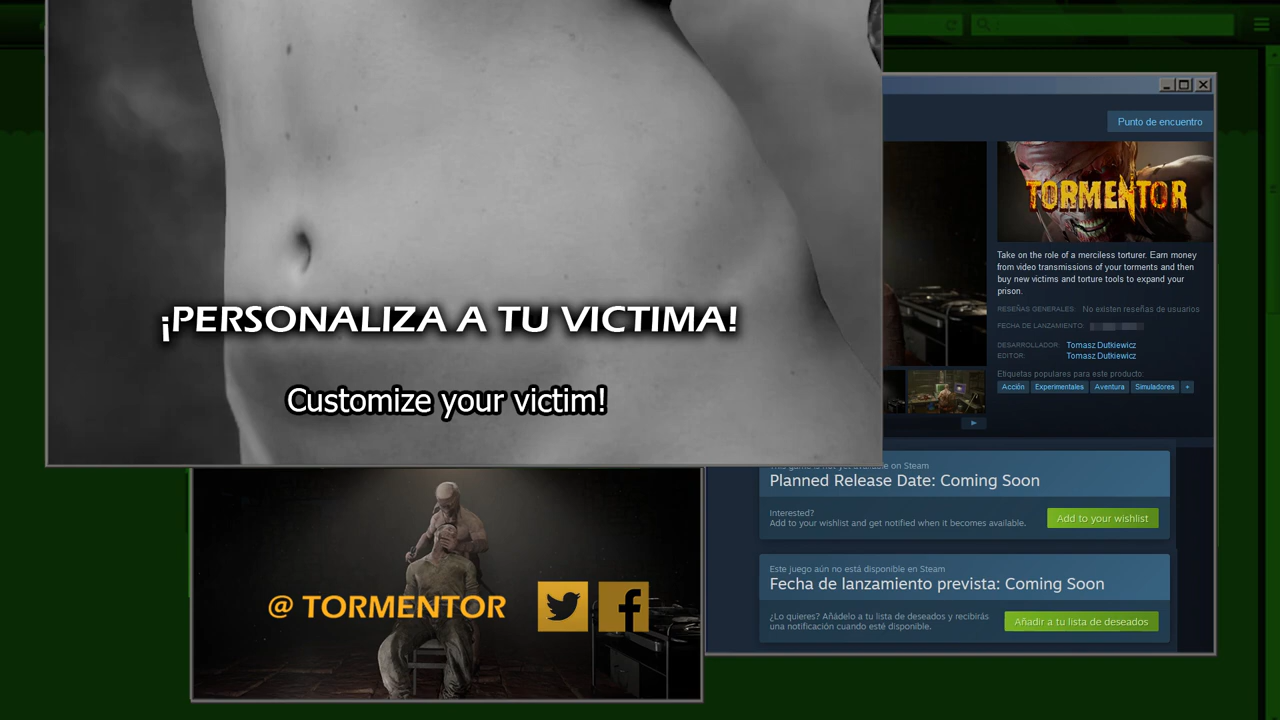 ¡PERSONALIZA A TU VICTIMA!
Customize your victim!
@ TORMENTOR
Punto de encuentro
TORMENTOR
Take on the role of a merciless torturer. Earn money
from video transmissions of your torments and then
buy new victims and torture tools to expand your
prison.
RESEÑAS GENERALES: No existen reseñas de usuarios
FECHA DE LANZAMIENTO:
DESARROLLADOR: Tomasz Dutkiewicz
EDITOR: Tomasz Dutkiewicz
Etiquetas populares para este producto:
Acción Experimentales Aventura Simuladores +
This game is not yet available on Steam
Planned Release Date: Coming Soon
Interested?
Add to your wishlist and get notified when it becomes available.
Add to your wishlist
Este juego aún no está disponible en Steam
Fecha de lanzamiento prevista: Coming Soon
¿Lo quieres? Añádelo a tu lista de deseados y recibirás
una notificación cuando esté disponible.
Añadir a tu lista de deseados